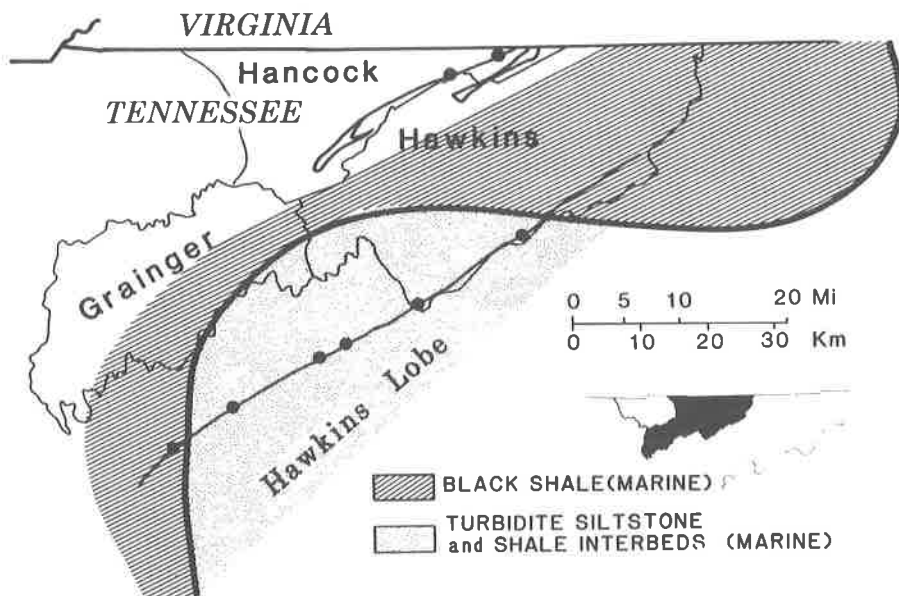 VIRGINIA
Hancock
TENNESSEE
Hawkins
Grainger
0 5 10 20 Mi
0 10 20 30 Km
Hawkins Lobe
BLACK SHALE(MARINE)
TURBIDITE SILTSTONE
and SHALE INTERBEDS (MARINE)